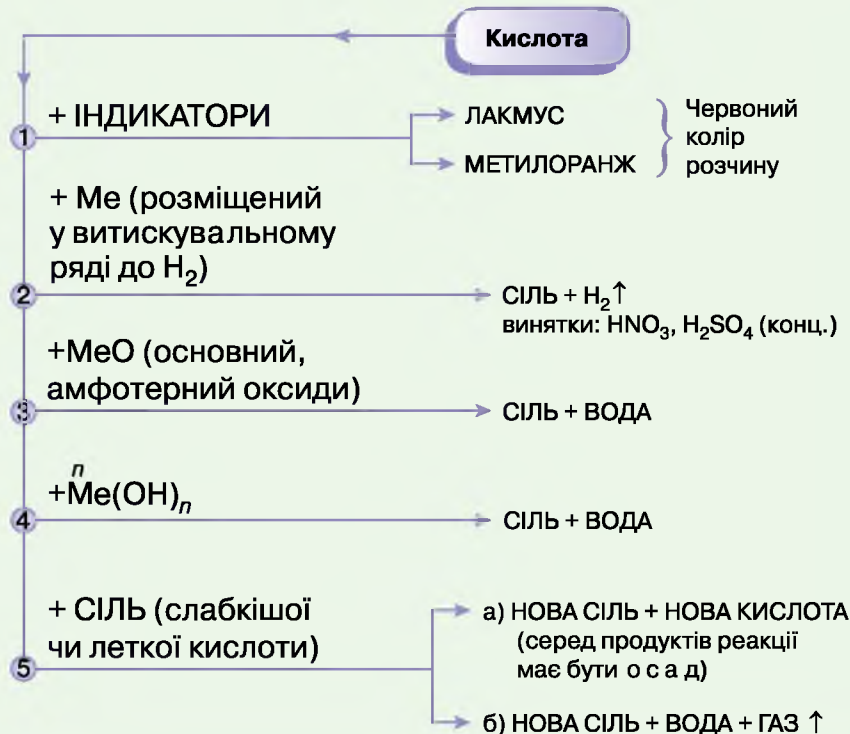 Кислота
1
+ ІНДИКАТОРИ
ЛАКМУС
МЕТИЛОРАНЖ
Червоний
колір
розчину
+ Me (розміщений
у витискувальному
ряді до H₂)
2
СІЛЬ + H₂↑
винятки: HNO₃, H₂SO₄ (конц.)
+MeO (основний,
амфотерний оксиди)
3
СІЛЬ + ВОДА
n
+Me(OH)ₙ
4
СІЛЬ + ВОДА
+ СІЛЬ (слабкішої
чи леткої кислоти)
5
а) НОВА СІЛЬ + НОВА КИСЛОТА
(серед продуктів реакції
має бути о с а д)
б) НОВА СІЛЬ + ВОДА + ГАЗ ↑